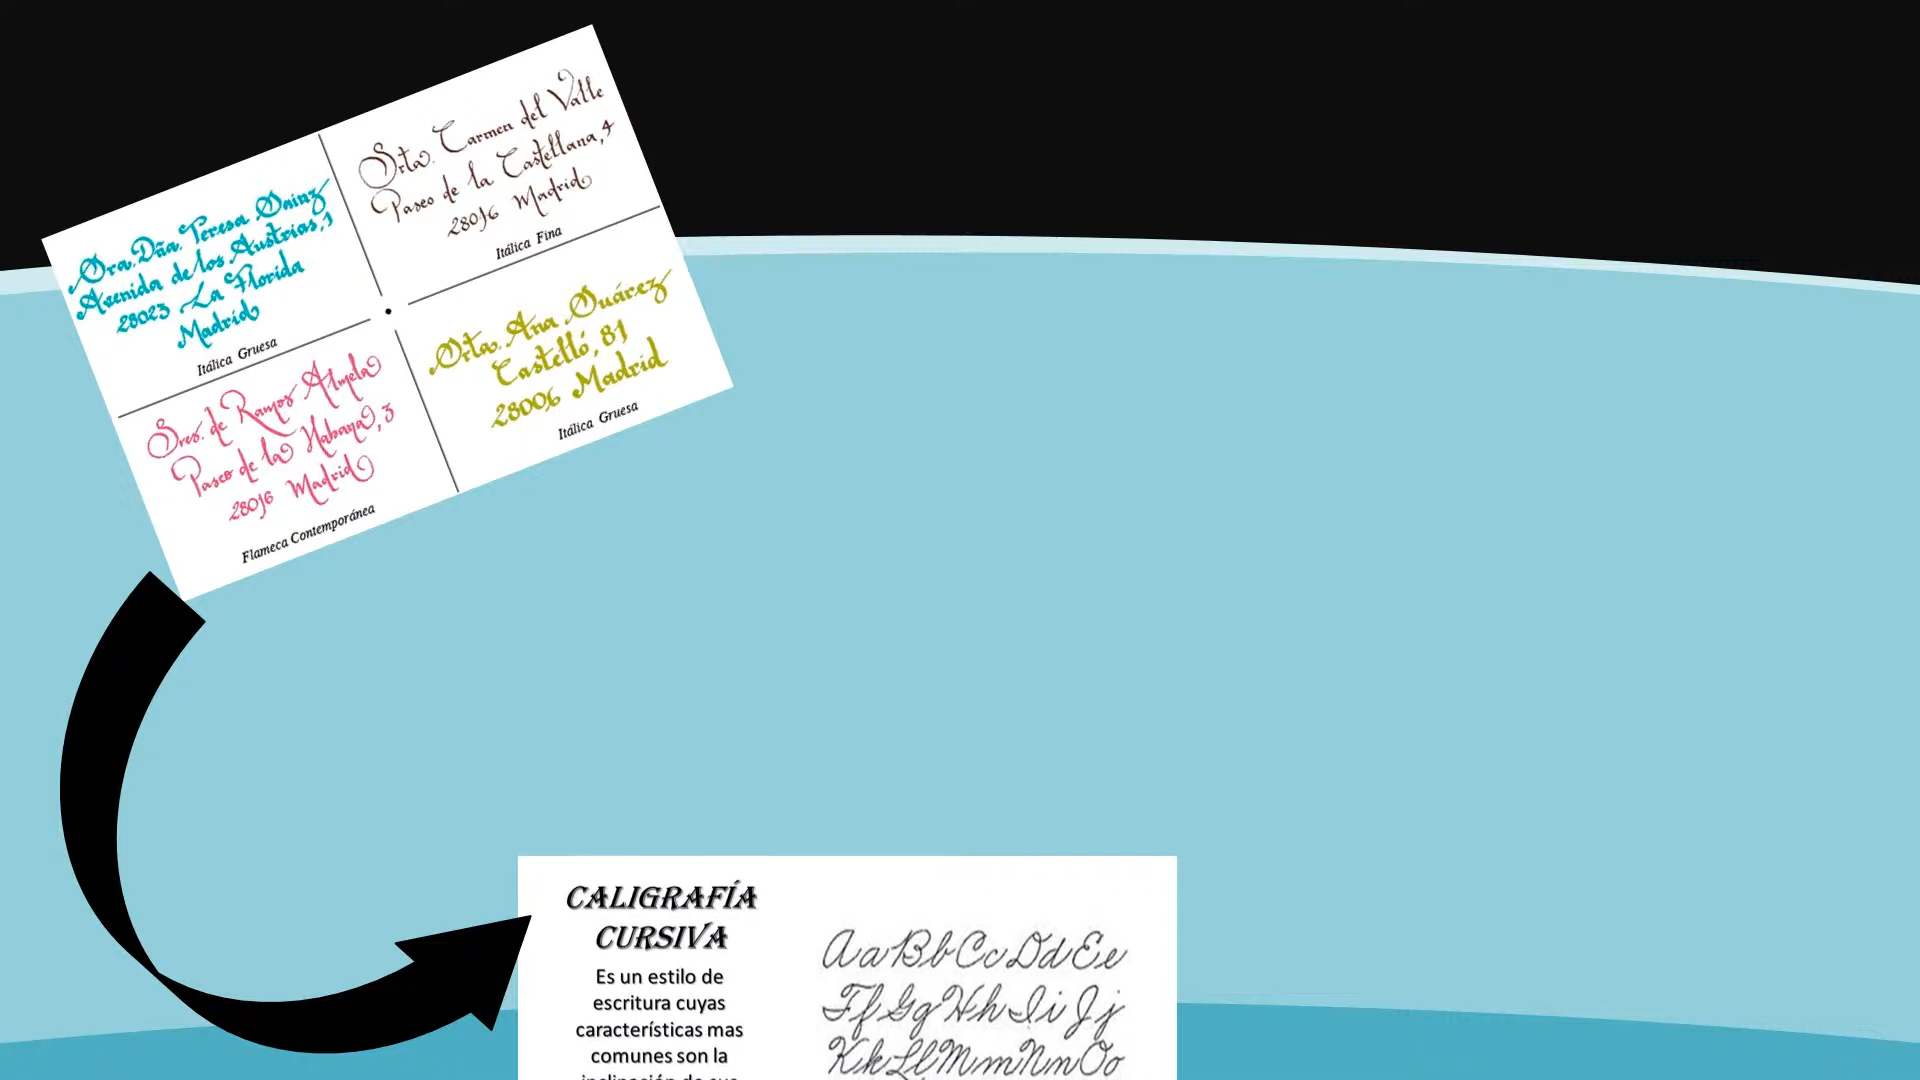 Srta. Carmen del Valle
Paseo de la Castellana, 4
28016 Madrid
Itálica Fina
Sra. Dña. Teresa Sainz
Avenida de los Austrias, 1
28023 La Florida
Madrid
Itálica Gruesa
Srta. Ana Suárez
Castelló, 81
28006 Madrid
Itálica Gruesa
Sres. de Ramos Almela
Paseo de la Habana, 3
28016 Madrid
Flameca Contemporánea
CALIGRAFÍA
CURSIVA
Es un estilo de
escritura cuyas
características mas
comunes son la
inclinación de sus
AaBbCcDdEe
FfGgHhIiJj
KkLlMmNnOo